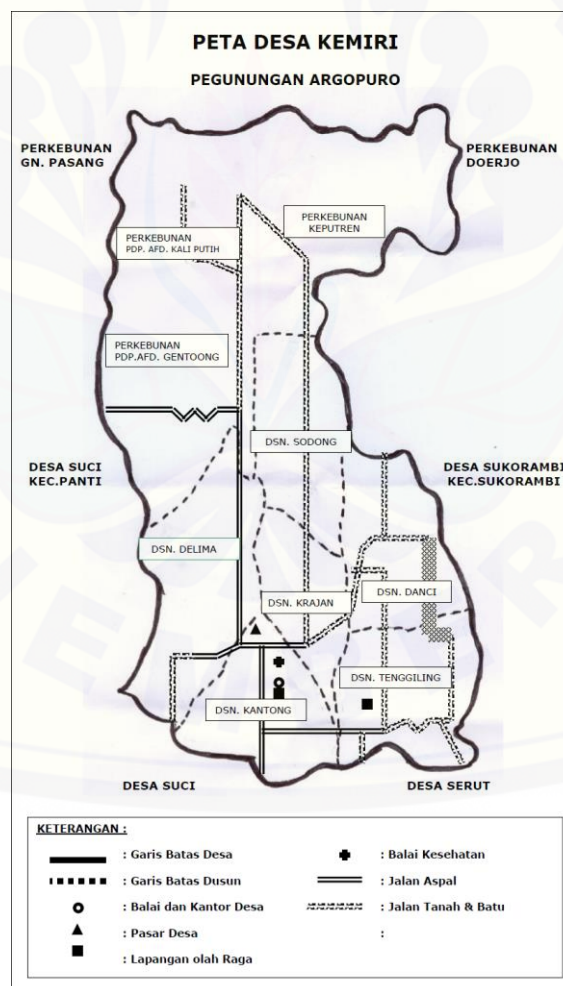 PETA DESA KEMIRI
PEGUNUNGAN ARGOPURO
PERKEBUNAN
GN. PASANG
PERKEBUNAN
DOERJO
PERKEBUNAN
KEPUTREN
PERKEBUNAN
PDP. AFD. KALI PUTIH
PERKEBUNAN
PDP.AFD. GENTOONG
DSN. SODONG
DESA SUCI
KEC.PANTI
DESA SUKORAMBI
KEC.SUKORAMBI
DSN. DELIMA
DSN. KRAJAN
DSN. DANCI
DSN. TENGGILING
DSN. KANTONG
DESA SUCI
DESA SERUT
KETERANGAN :
: Garis Batas Desa
: Garis Batas Dusun
: Balai dan Kantor Desa
: Pasar Desa
: Lapangan olah Raga
: Balai Kesehatan
: Jalan Aspal
: Jalan Tanah & Batu
: